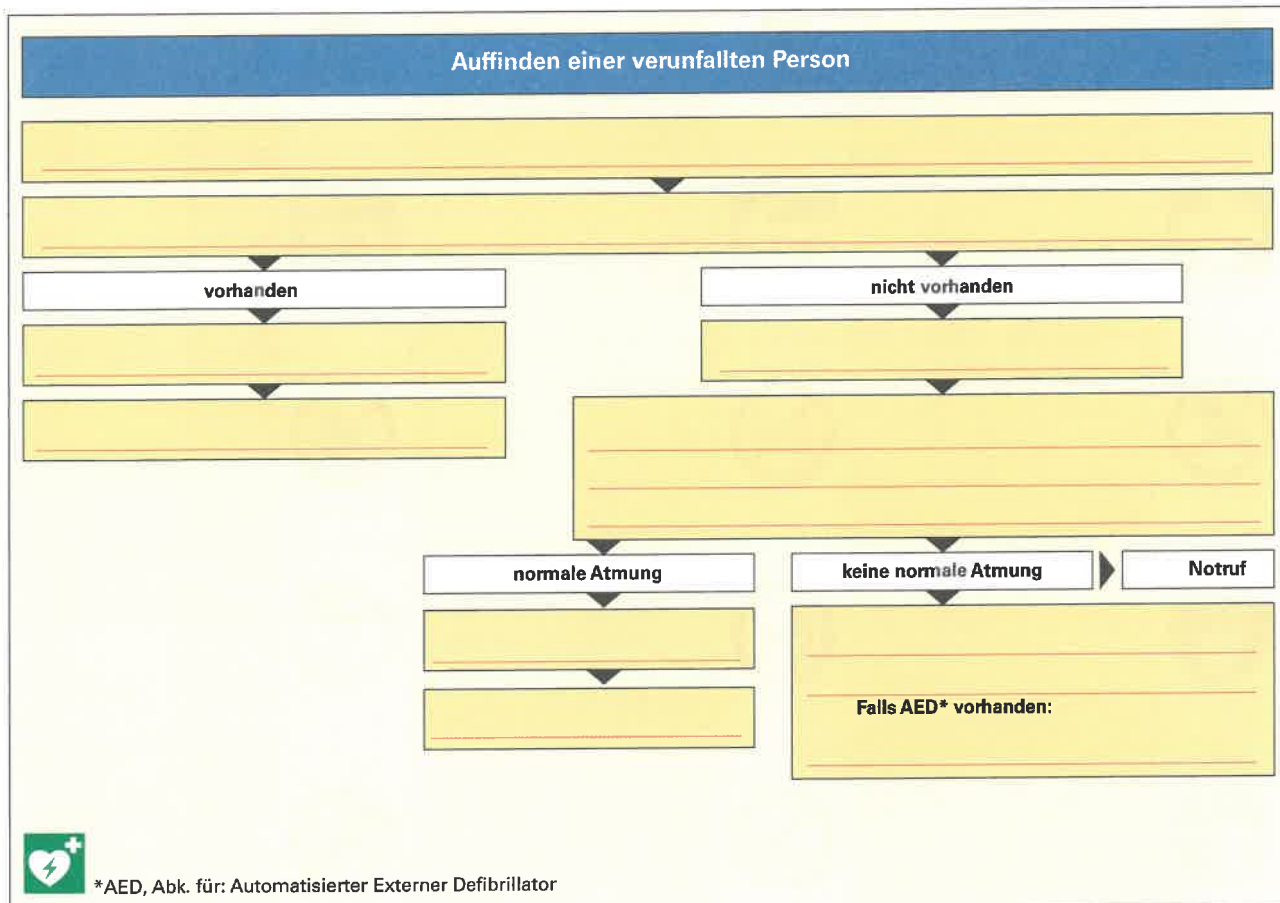 Auffinden einer verunfallten Person
vorhanden
nicht vorhanden
normale Atmung
keine normale Atmung
Notruf
Falls AED* vorhanden:
*AED, Abk. für: Automatisierter Externer Defibrillator